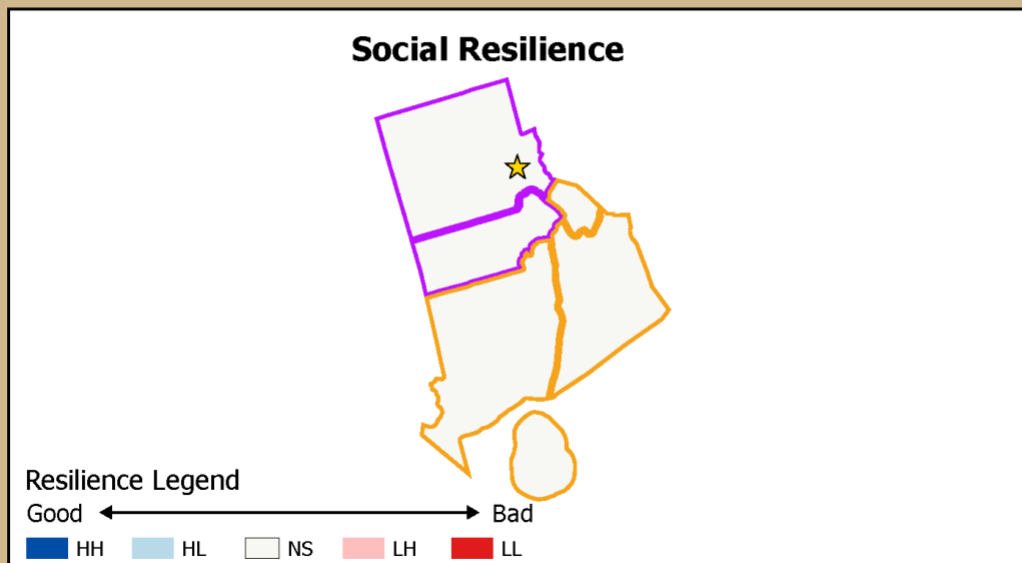 Social Resilience
Resilience Legend
Good Bad
HH HL NS LH LL